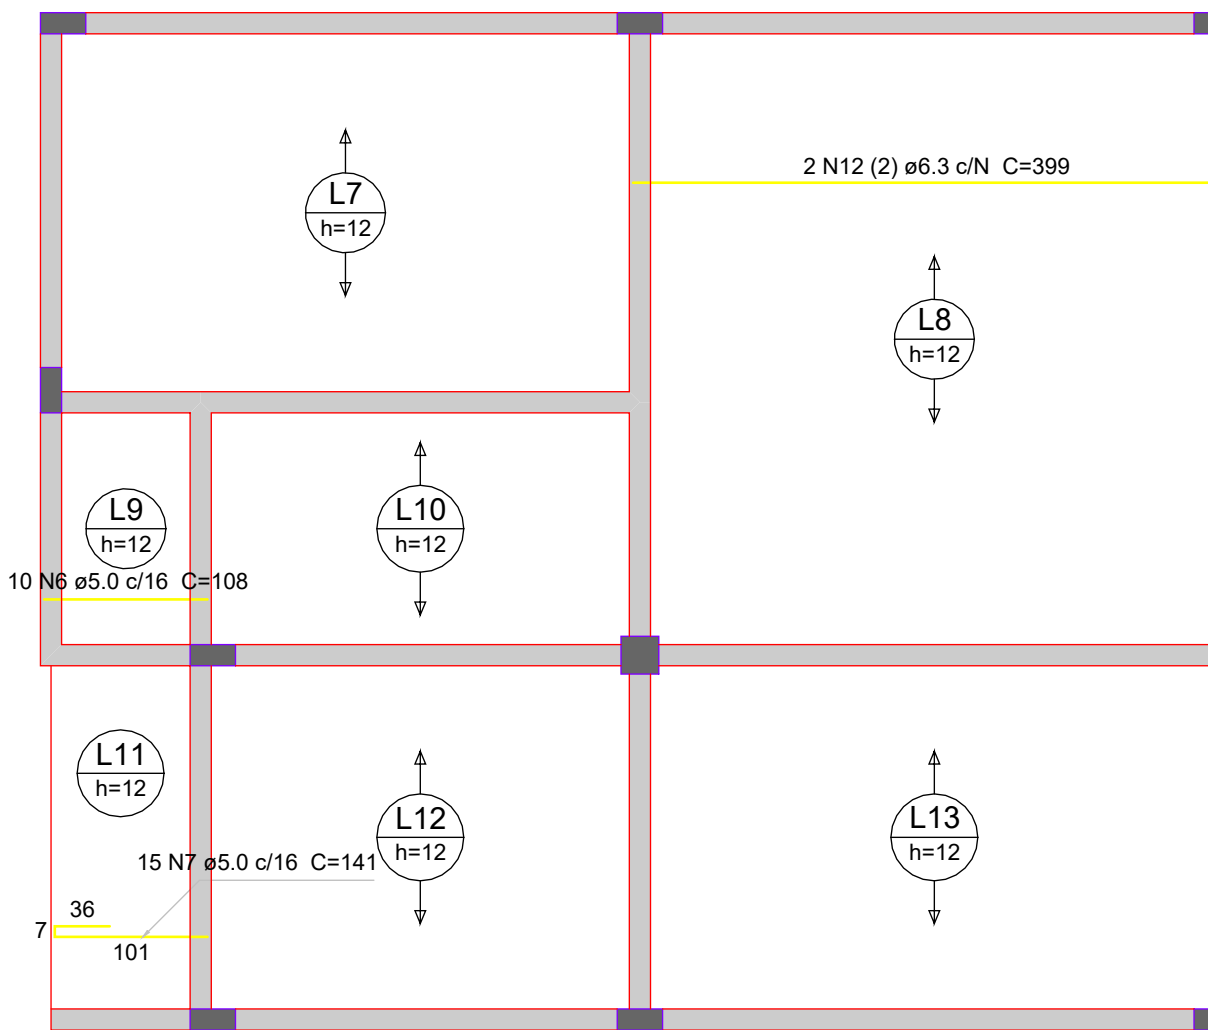 2 N12 (2) ø6.3 c/N C=399
L7
h=12
L8
h=12
L9
h=12
L10
h=12
10 N6 ø5.0 c/16 C=108
L11
h=12
L12
h=12
L13
h=12
15 N7 ø5.0 c/16 C=141
36
7
101